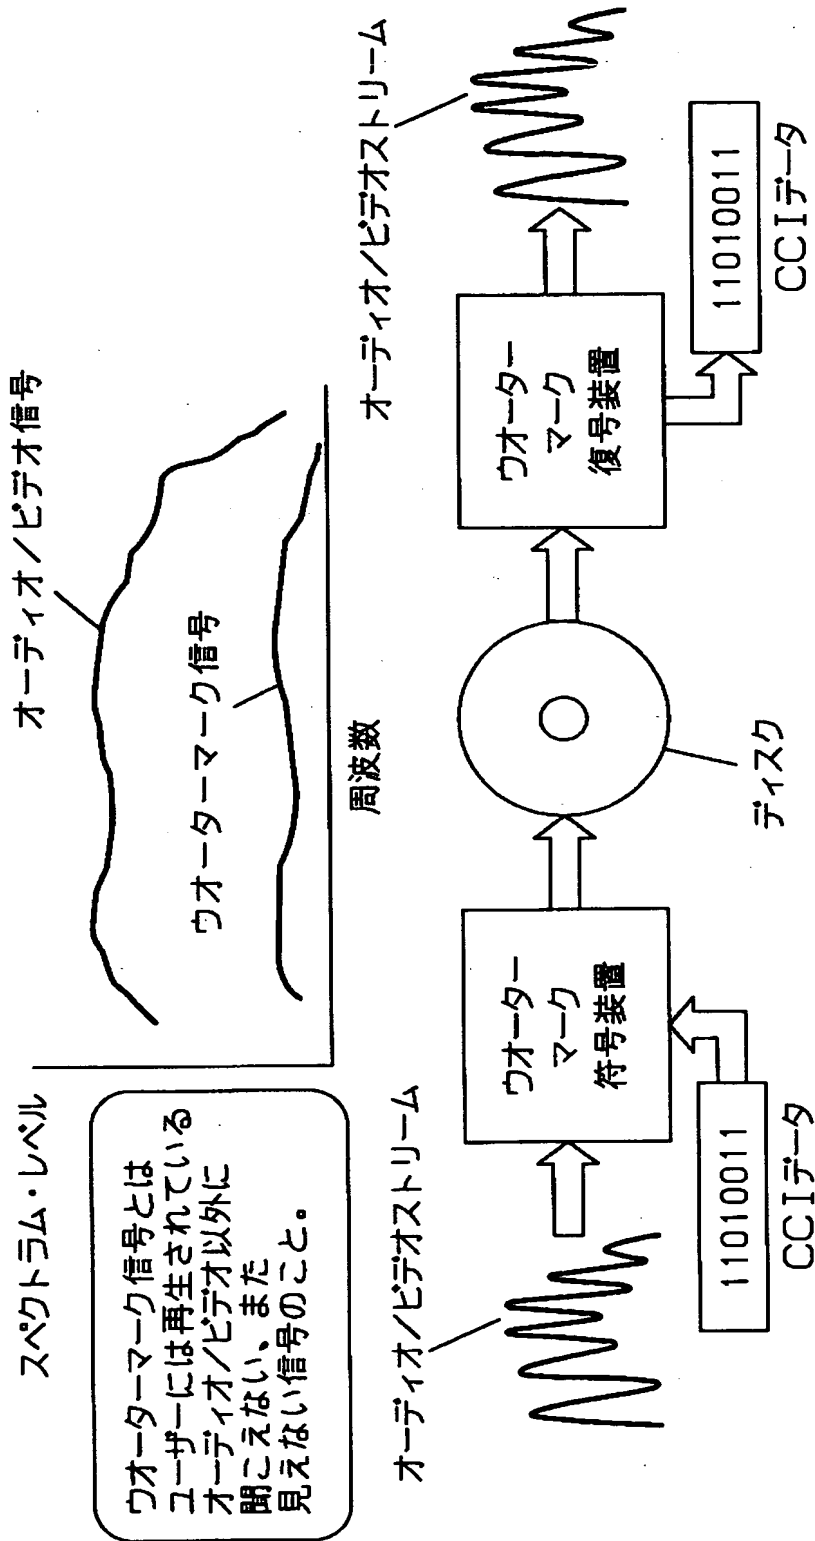 スペクトラム・レベル
オーディオ/ビデオ信号
ウオーターマーク信号
周波数
ウオーターマーク信号とは
ユーザーには再生されている
オーディオ/ビデオ以外に
聞こえない、また
見えない信号のこと。
オーディオ/ビデオストリーム
ウオーター
マーク
符号装置
11010011
CCIデータ
ディスク
ウオーター
マーク
復号装置
オーディオ/ビデオストリーム
11010011
CCIデータ